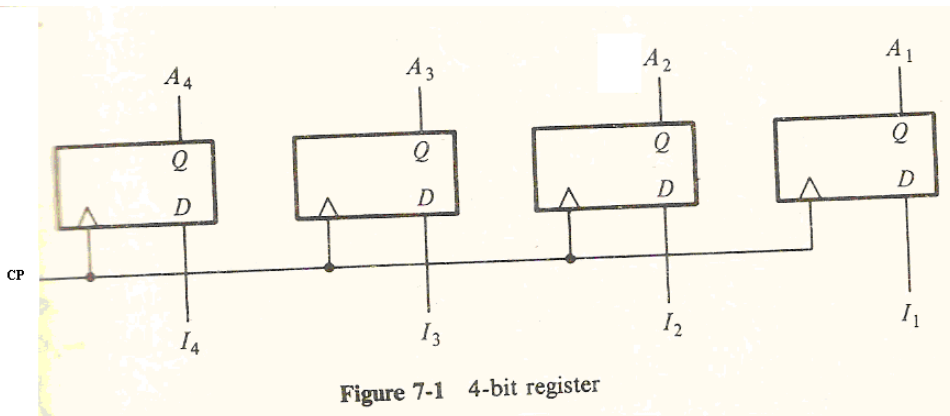 A4 A3 A2 A1
Q Q Q Q
D D D D
CP
I4 I3 I2 I1
Figure 7-1 4-bit register